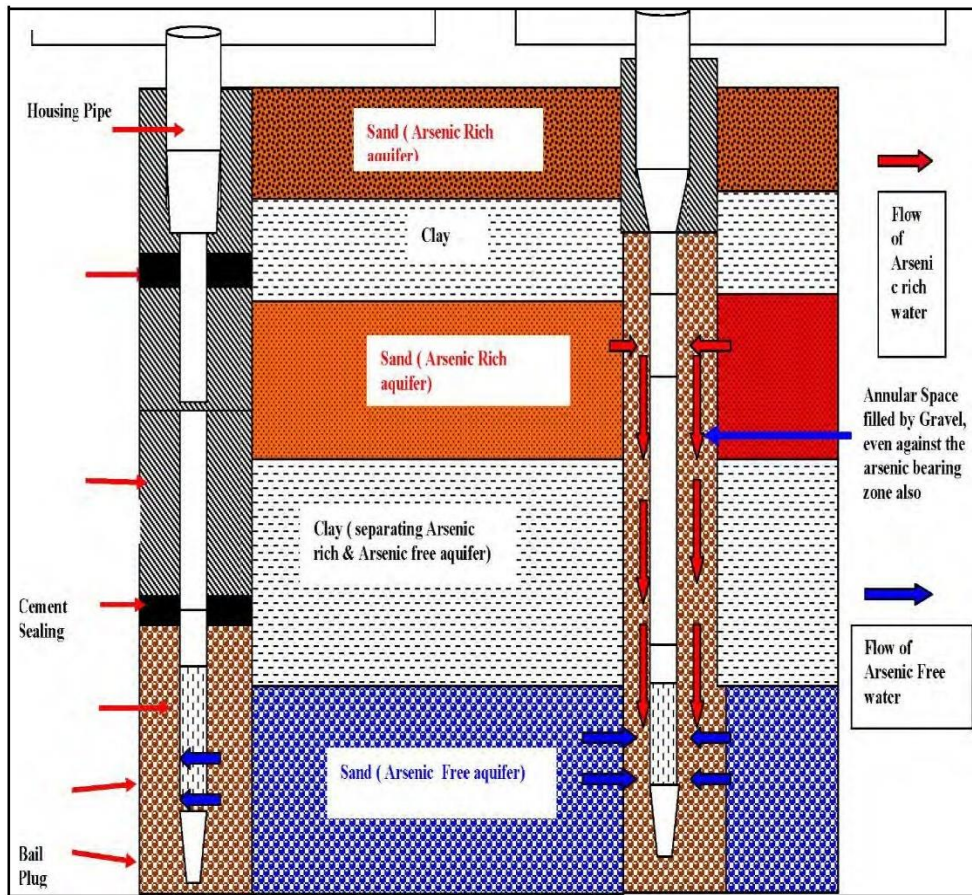 Housing Pipe
Sand ( Arsenic Rich
aquifer)
Clay
Flow
of
Arseni
c rich
water
Sand (Arsenic Rich
aquifer)
Annular Space
filled by Gravel,
even against the
arsenic bearing
zone also
Clay ( separating Arsenic
rich & Arsenic free aquifer)
Cement
Sealing
Flow of
Arsenic Free
water
Sand ( Arsenic Free aquifer)
Bail
Plug